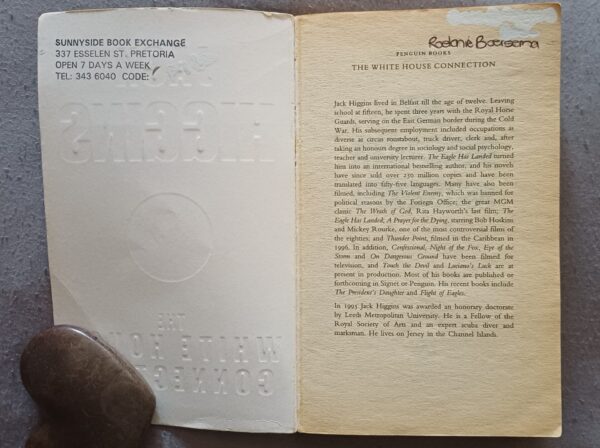 SUNNYSIDE BOOK EXCHANGE
337 ESSELEN ST. PRETORIA
OPEN 7 DAYS A WEEK
TEL: 343 6040 CODE:
HIGGINS
THE
WHITE HOUSE
CONNECTION
PENGUIN BOOKS
THE WHITE HOUSE CONNECTION
Jack Higgins lived in Belfast till the age of twelve. Leaving
school at fifteen, he spent three years with the Royal Horse
Guards, serving on the East German border during the Cold
War. His subsequent employment included occupations as
diverse as circus roustabout, truck driver, clerk and, after
taking an honours degree in sociology and social psychology,
teacher and university lecturer. The Eagle Has Landed turned
him into an international bestselling author, and his novels
have since sold over 250 million copies and have been
translated into fifty-five languages. Many have also been
filmed, including The Violent Enemy, which was banned for
political reasons by the Foreign Office; the great MGM
classic The Wrath of God, Rita Hayworth's last film; The
Eagle Has Landed; A Prayer for the Dying, starring Bob Hoskins
and Mickey Rourke, one of the most controversial films of
the eighties; and Thunder Point, filmed in the Caribbean in
1996. In addition, Confessional, Night of the Fox, Eye of the
Storm and On Dangerous Ground have been filmed for
television, and Touch the Devil and Luciano's Luck are at
present in production. Most of his books are published or
forthcoming in Signet or Penguin. His recent books include
The President's Daughter and Flight of Eagles.
In 1995 Jack Higgins was awarded an honorary doctorate
by Leeds Metropolitan University. He is a Fellow of the
Royal Society of Arts and an expert scuba diver and
marksman. He lives on Jersey in the Channel Islands.